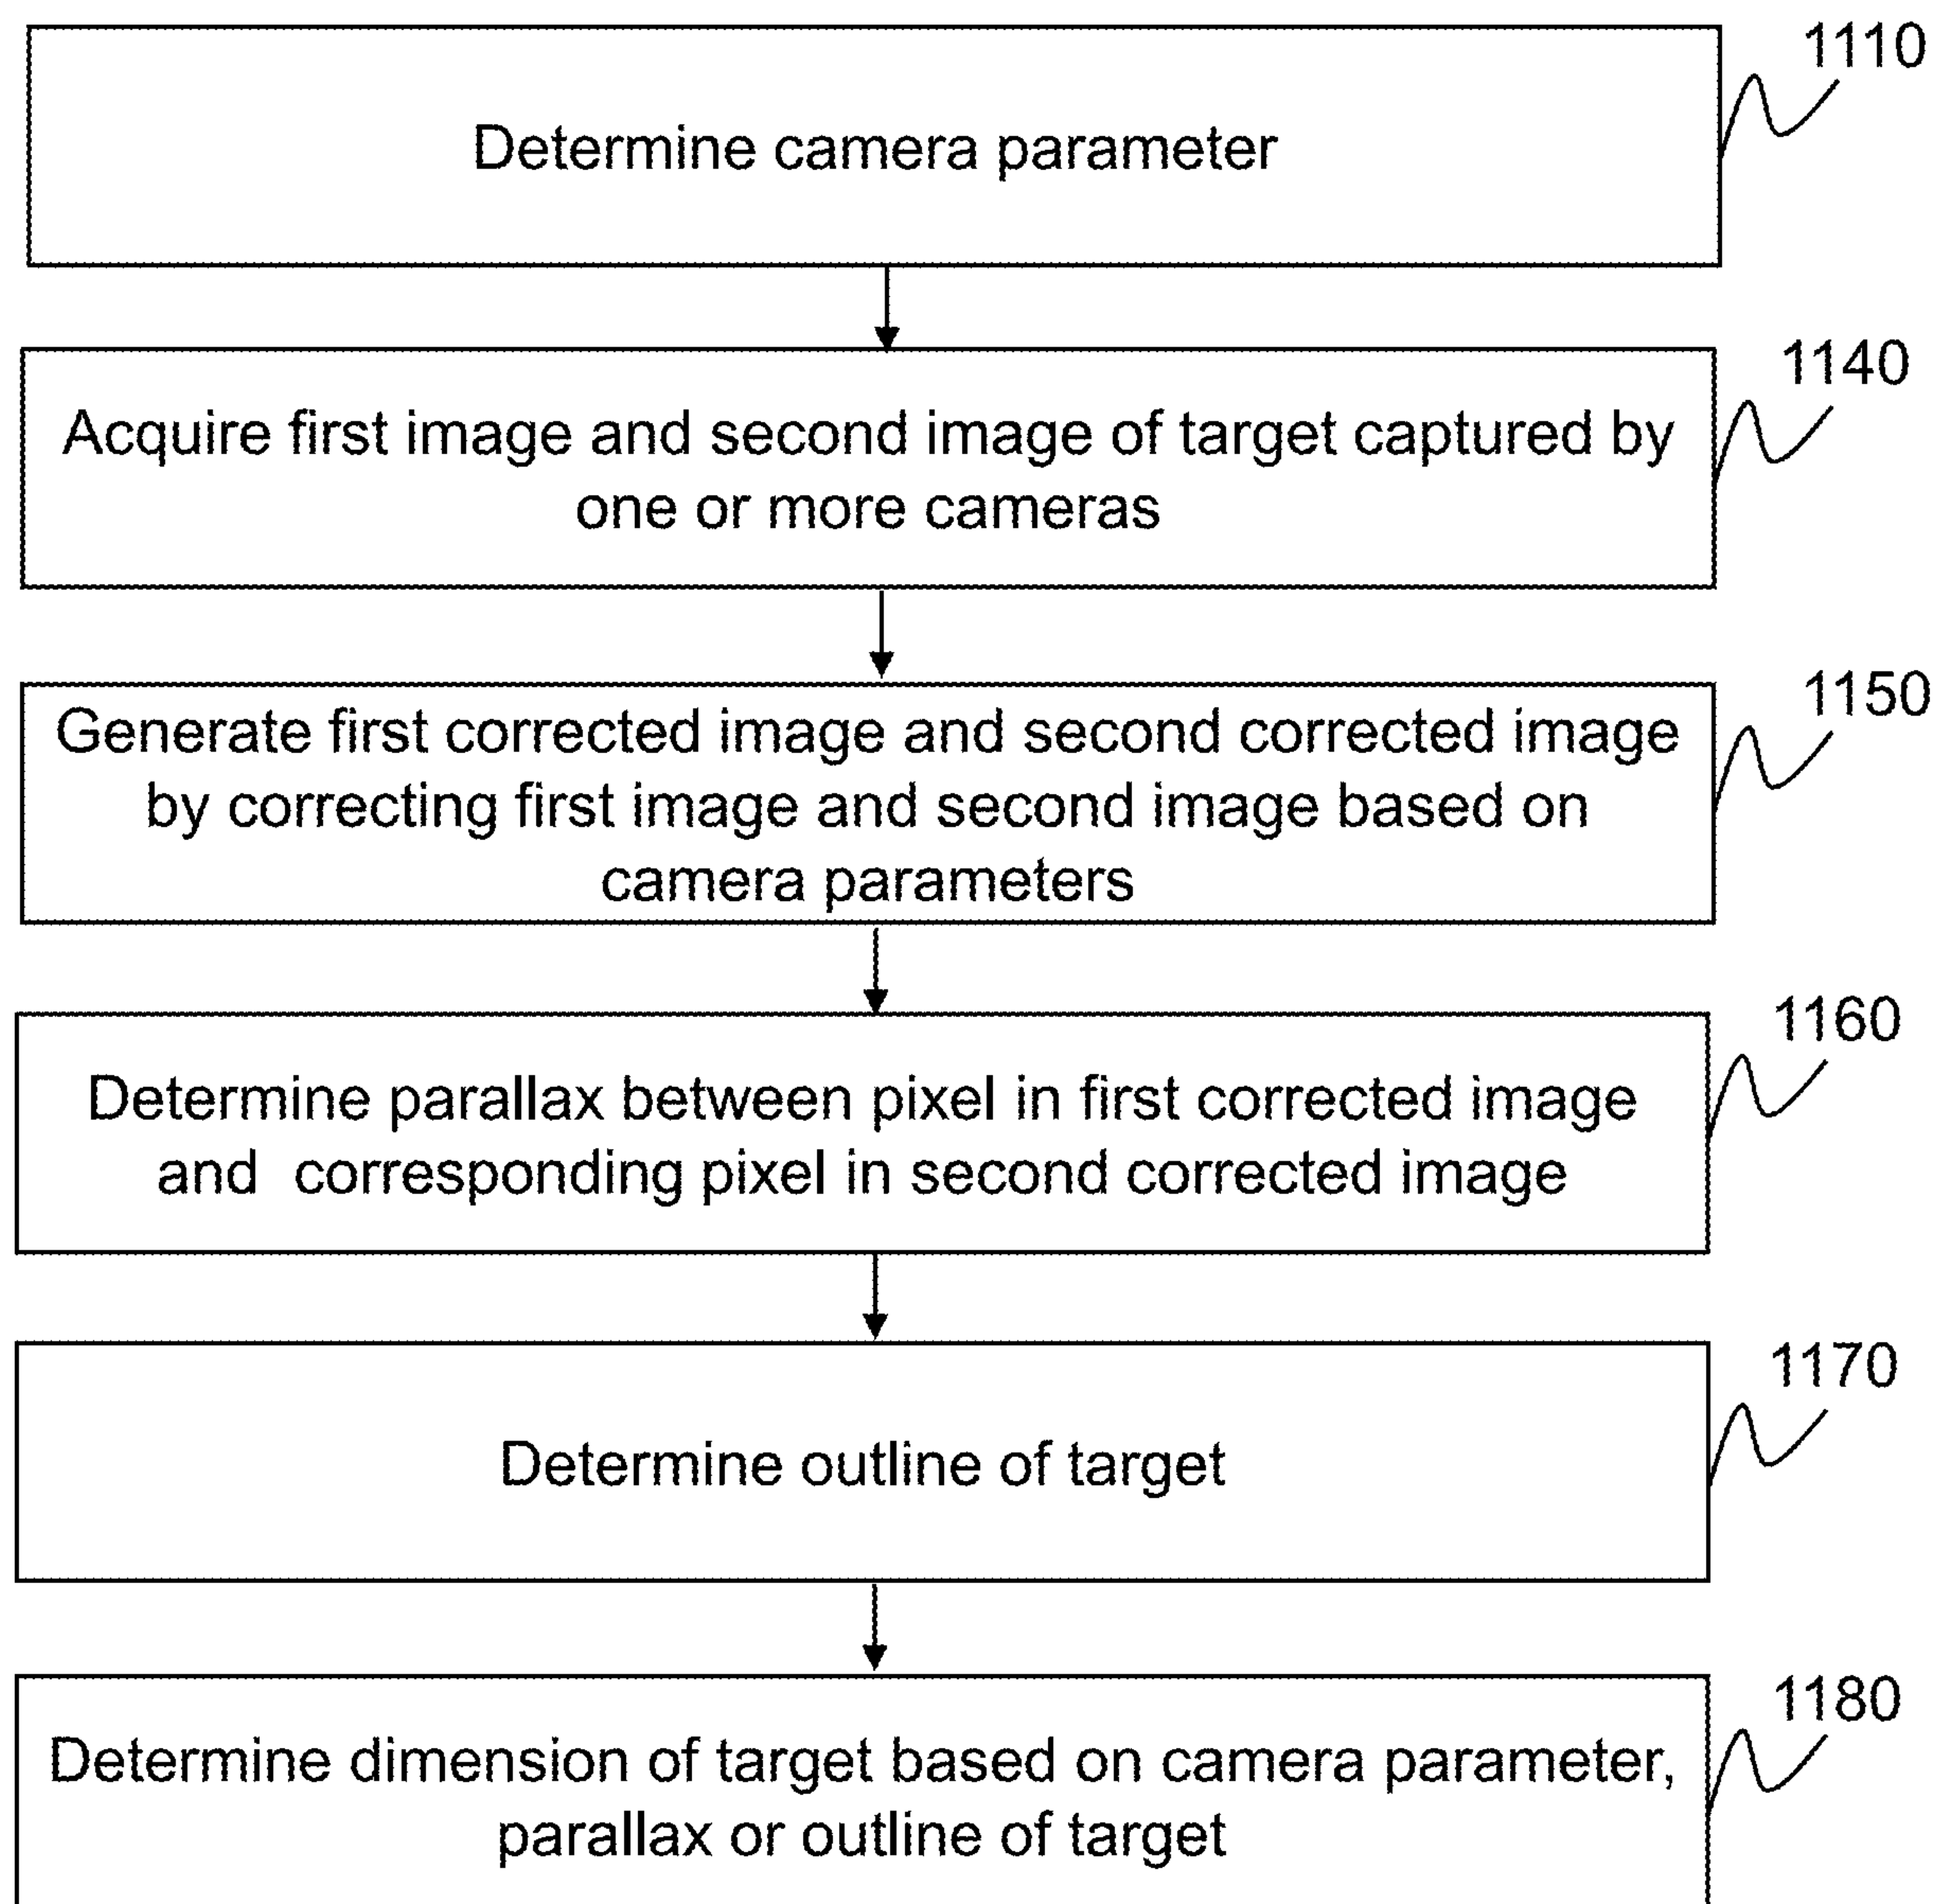 1110
Determine camera parameter
1140
Acquire first image and second image of target captured by
one or more cameras
1150
Generate first corrected image and second corrected image
by correcting first image and second image based on
camera parameters
1160
Determine parallax between pixel in first corrected image
and corresponding pixel in second corrected image
1170
Determine outline of target
1180
Determine dimension of target based on camera parameter,
parallax or outline of target